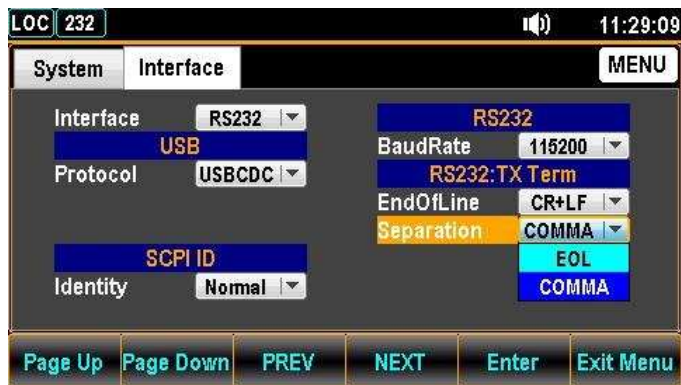 LOC 232 11:29:09
System Interface MENU
Interface RS232
USB
Protocol USBCDC
SCPI ID
Identity Normal
RS232
BaudRate 115200
RS232:TX Term
EndOfLine CR+LF
Separation COMMA
EOL
COMMA
Page Up Page Down PREV NEXT Enter Exit Menu